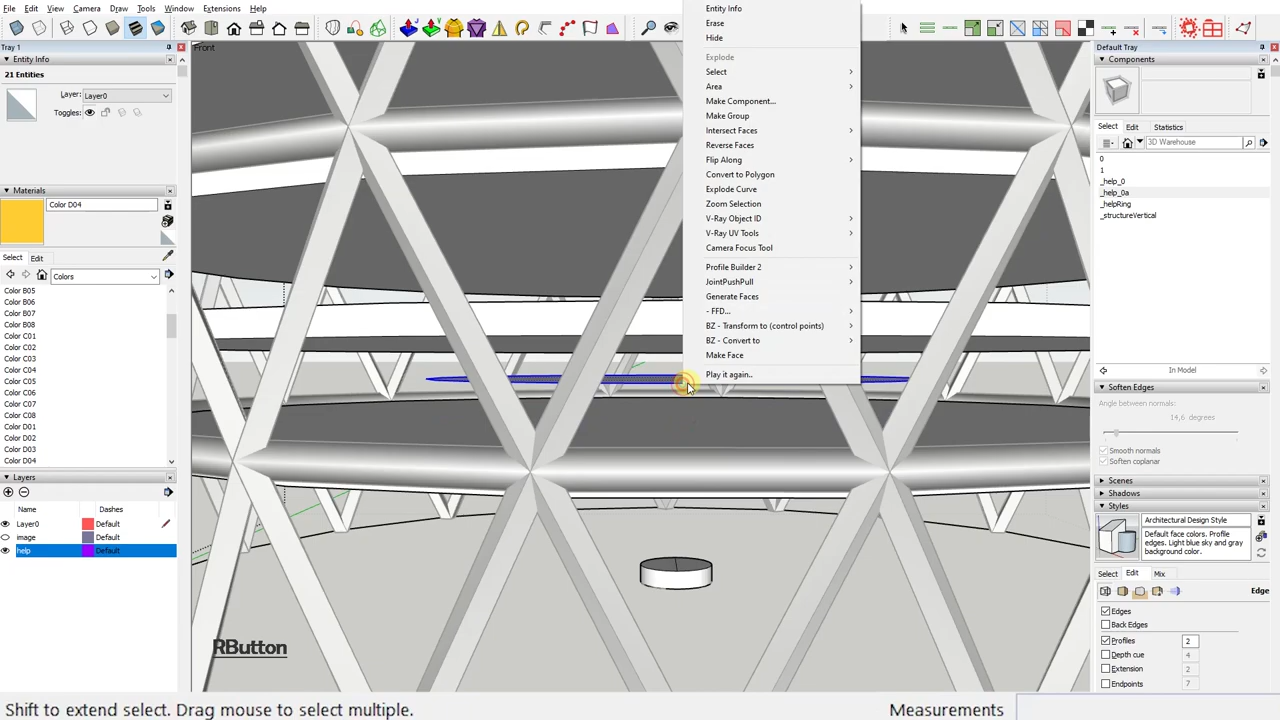 File Edit View Camera Draw Tools Window Extensions Help
Tray 1
Entity Info
21 Entities
Layer: Layer0
Toggles:
Materials
Color D04
Select Edit
Colors
Color B05
Color B06
Color B07
Color B08
Color C01
Color C02
Color C03
Color C04
Color C05
Color C06
Color C07
Color C08
Color D01
Color D02
Color D03
Color D04
Layers
Name Dashes
Layer0 Default
image Default
help Default
Front
Entity Info
Erase
Hide
Explode
Select
Area
Make Component...
Make Group
Intersect Faces
Reverse Faces
Flip Along
Convert to Polygon
Explode Curve
Zoom Selection
V-Ray Object ID
V-Ray UV Tools
Camera Focus Tool
Profile Builder 2
JointPushPull
Generate Faces
- FFD...
BZ - Transform to (control points)
BZ - Convert to
Make Face
Play it again..
RButton
Default Tray
Components
Select Edit Statistics
3D Warehouse
0
1
_help_0
_help_0a
_helpRing
_structureVertical
In Model
Soften Edges
Angle between normals:
14,6 degrees
Smooth normals
Soften coplanar
Scenes
Shadows
Styles
Architectural Design Style
Default face colors. Profile
edges. Light blue sky and gray
background color.
Select Edit Mix
Edge
Edges
Back Edges
Profiles 2
Depth cue 4
Extension 2
Endpoints 7
Shift to extend select. Drag mouse to select multiple.
Measurements